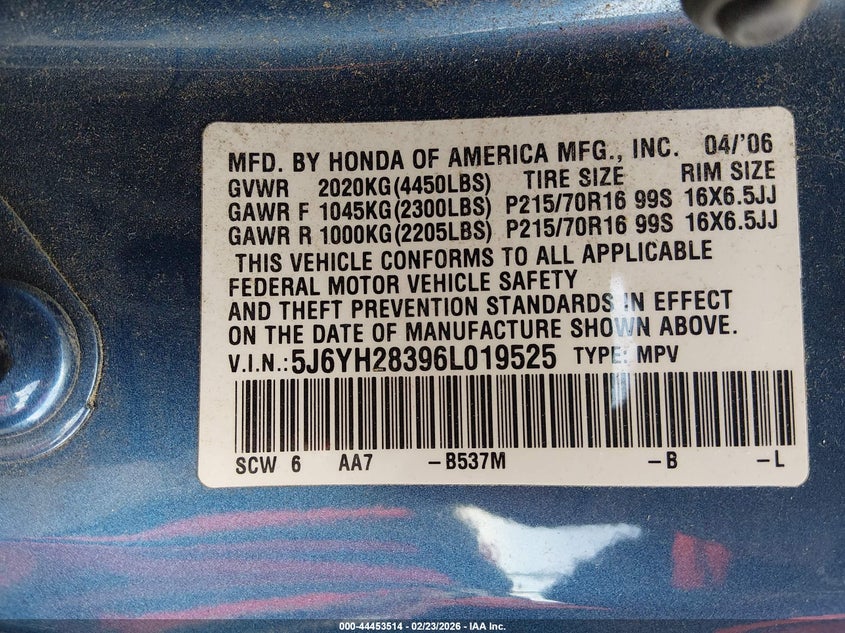 MFD. BY HONDA OF AMERICA MFG., INC. 04/'06
GVWR 2020KG(4450LBS) TIRE SIZE RIM SIZE
GAWR F 1045KG(2300LBS) P215/70R16 99S 16X6.5JJ
GAWR R 1000KG(2205LBS) P215/70R16 99S 16X6.5JJ
THIS VEHICLE CONFORMS TO ALL APPLICABLE
FEDERAL MOTOR VEHICLE SAFETY
AND THEFT PREVENTION STANDARDS IN EFFECT
ON THE DATE OF MANUFACTURE SHOWN ABOVE.
V.I.N.: 5J6YH28396L019525 TYPE: MPV
SCW 6 AA7 -B537M -B -L
000-44453514 - 02/23/2026 - IAA Inc.